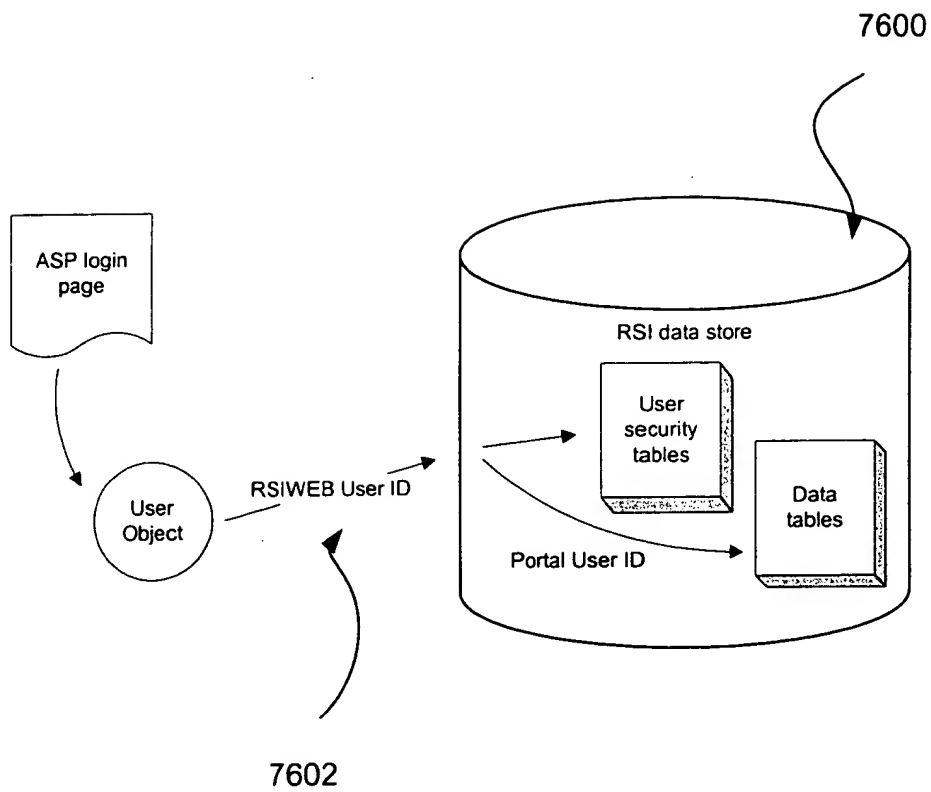 7600
ASP login
page
RSI data store
User
security
tables
Data
tables
User
Object
RSIWEB User ID
Portal User ID
7602